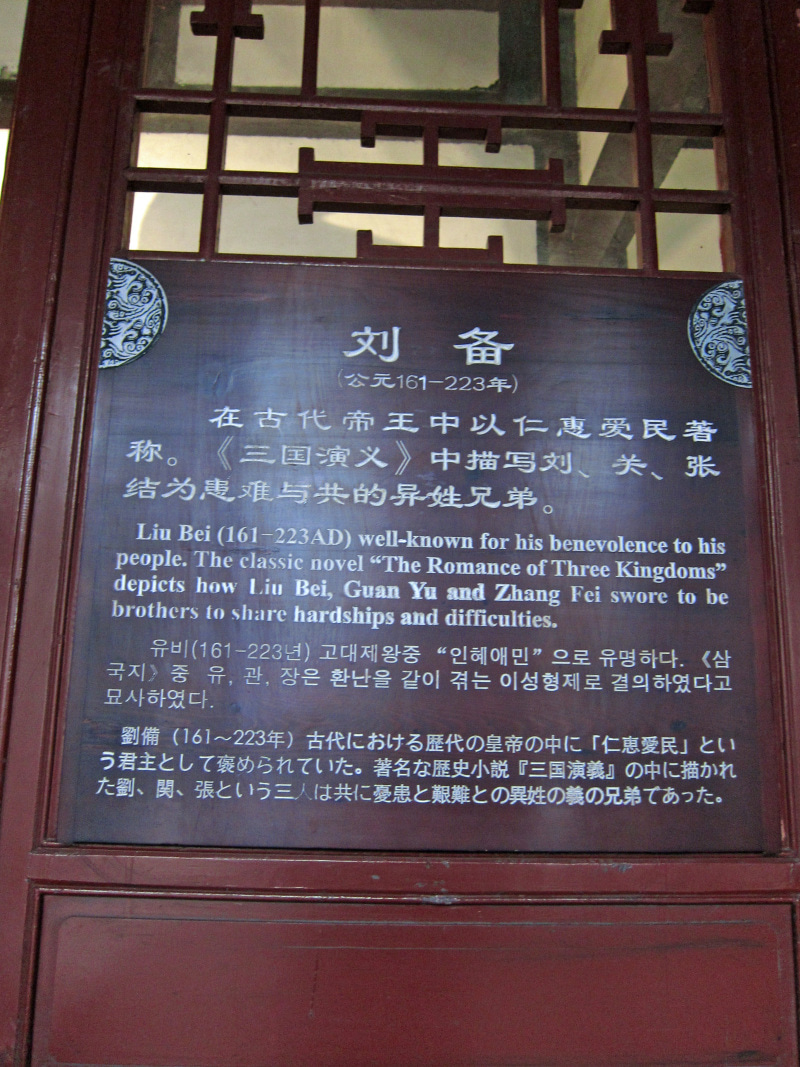 刘 备
(公元161-223年)
在古代帝王中以仁惠爱民著
称。《三国演义》中描写刘、关、张
结为患难与共的异姓兄弟。
Liu Bei (161-223AD) well-known for his benevolence to his
people. The classic novel “The Romance of Three Kingdoms”
depicts how Liu Bei, Guan Yu and Zhang Fei swore to be
brothers to share hardships and difficulties.
유비(161-223년) 고대제왕중 “인혜애민” 으로 유명하다. 《삼
국지》중 유, 관, 장은 환난을 같이 겪는 이성형제로 결의하였다고
묘사하였다.
劉備（161～223年）古代における歴代の皇帝の中に「仁恵愛民」とい
う君主として褒められていた。著名な歴史小説『三国演義』の中に描かれ
た劉、関、張という三人は共に憂患と艱難との異姓の義の兄弟であった。